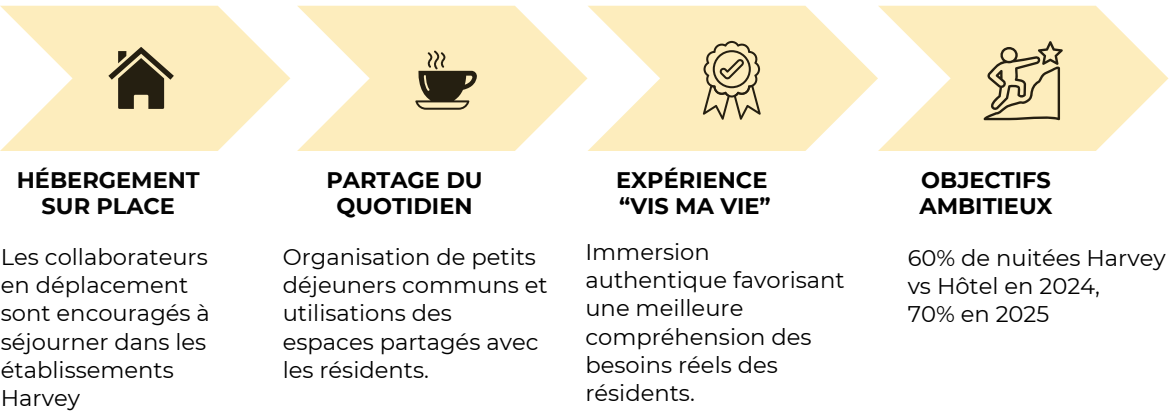 HÉBERGEMENT
SUR PLACE
Les collaborateurs
en déplacement
sont encouragés à
séjourner dans les
établissements
Harvey
PARTAGE DU
QUOTIDIEN
Organisation de petits
déjeuners communs et
utilisations des
espaces partagés avec
les résidents.
EXPÉRIENCE
“VIS MA VIE”
Immersion
authentique favorisant
une meilleure
compréhension des
besoins réels des
résidents.
OBJECTIFS
AMBITIEUX
60% de nuitées Harvey
vs Hôtel en 2024,
70% en 2025